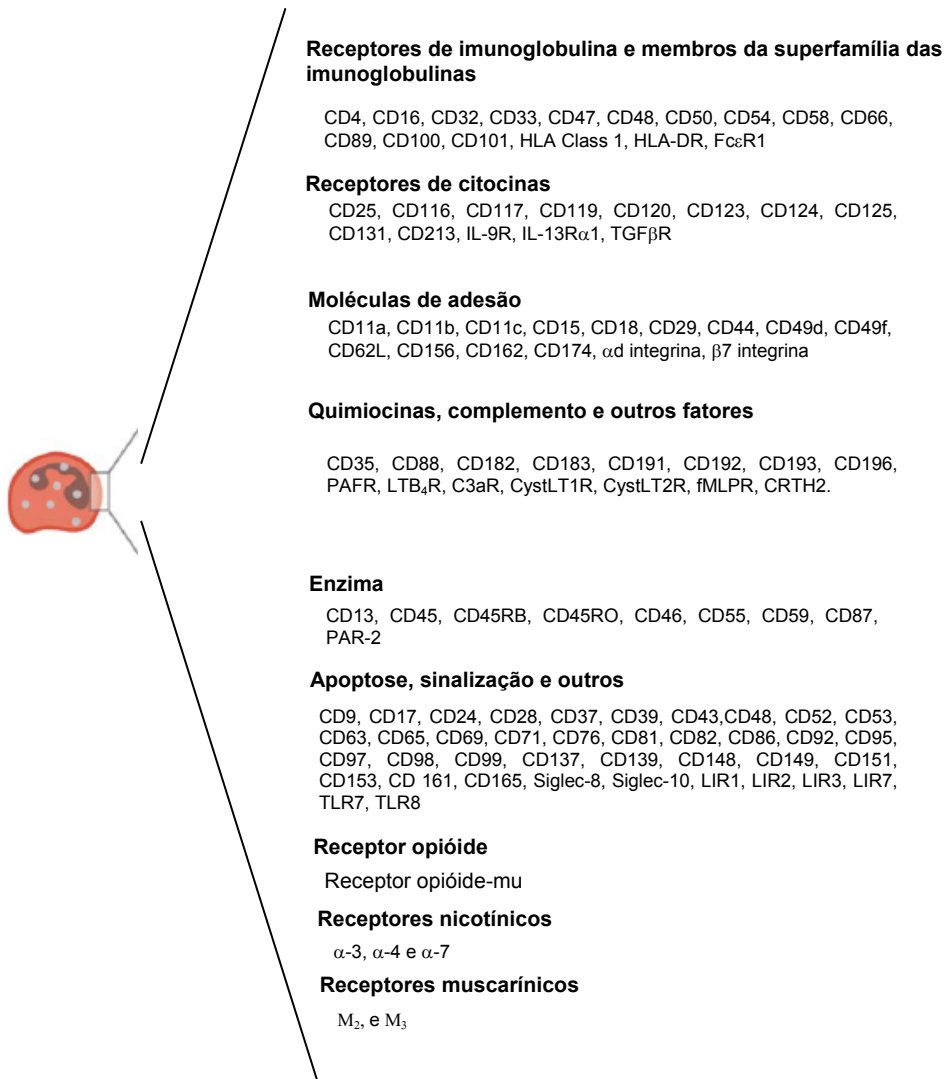 Receptores de imunoglobulina e membros da superfamília das
imunoglobulinas
CD4, CD16, CD32, CD33, CD47, CD48, CD50, CD54, CD58, CD66,
CD89, CD100, CD101, HLA Class 1, HLA-DR, FcεR1
Receptores de citocinas
CD25, CD116, CD117, CD119, CD120, CD123, CD124, CD125,
CD131, CD213, IL-9R, IL-13Rα1, TGFβR
Moléculas de adesão
CD11a, CD11b, CD11c, CD15, CD18, CD29, CD44, CD49d, CD49f,
CD62L, CD156, CD162, CD174, αd integrina, β7 integrina
Quimiocinas, complemento e outros fatores
CD35, CD88, CD182, CD183, CD191, CD192, CD193, CD196,
PAFR, LTB₄R, C3aR, CystLT1R, CystLT2R, fMLPR, CRTH2.
Enzima
CD13, CD45, CD45RB, CD45RO, CD46, CD55, CD59, CD87,
PAR-2
Apoptose, sinalização e outros
CD9, CD17, CD24, CD28, CD37, CD39, CD43,CD48, CD52, CD53,
CD63, CD65, CD69, CD71, CD76, CD81, CD82, CD86, CD92, CD95,
CD97, CD98, CD99, CD137, CD139, CD148, CD149, CD151,
CD153, CD 161, CD165, Siglec-8, Siglec-10, LIR1, LIR2, LIR3, LIR7,
TLR7, TLR8
Receptor opióide
Receptor opióide-mu
Receptores nicotínicos
α-3, α-4 e α-7
Receptores muscarínicos
M₂, e M₃